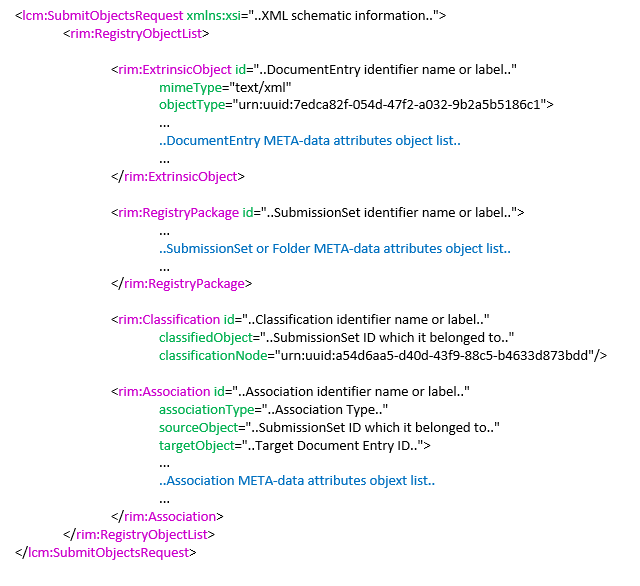 <lcm:SubmitObjectsRequest xmlns:xsi="..XML schematic information..">
<rim:RegistryObjectList>
<rim:ExtrinsicObject id="..DocumentEntry identifier name or label.."
mimeType="text/xml"
objectType="urn:uuid:7edca82f-054d-47f2-a032-9b2a5b5186c1">
...
..DocumentEntry META-data attributes object list..
...
</rim:ExtrinsicObject>
<rim:RegistryPackage id="..SubmissionSet identifier name or label..">
...
..SubmissionSet or Folder META-data attributes object list..
...
</rim:RegistryPackage>
<rim:Classification id="..Classification identifier name or label.."
classifiedObject="..SubmissionSet ID which it belonged to.."
classificationNode="urn:uuid:a54d6aa5-d40d-43f9-88c5-b4633d873bdd"/>
<rim:Association id="..Association identifier name or label.."
associationType="..Association Type.."
sourceObject="..SubmissionSet ID which it belonged to.."
targetObject="..Target Document Entry ID..">
...
..Association META-data attributes objext list..
...
</rim:Association>
</rim:RegistryObjectList>
</lcm:SubmitObjectsRequest>